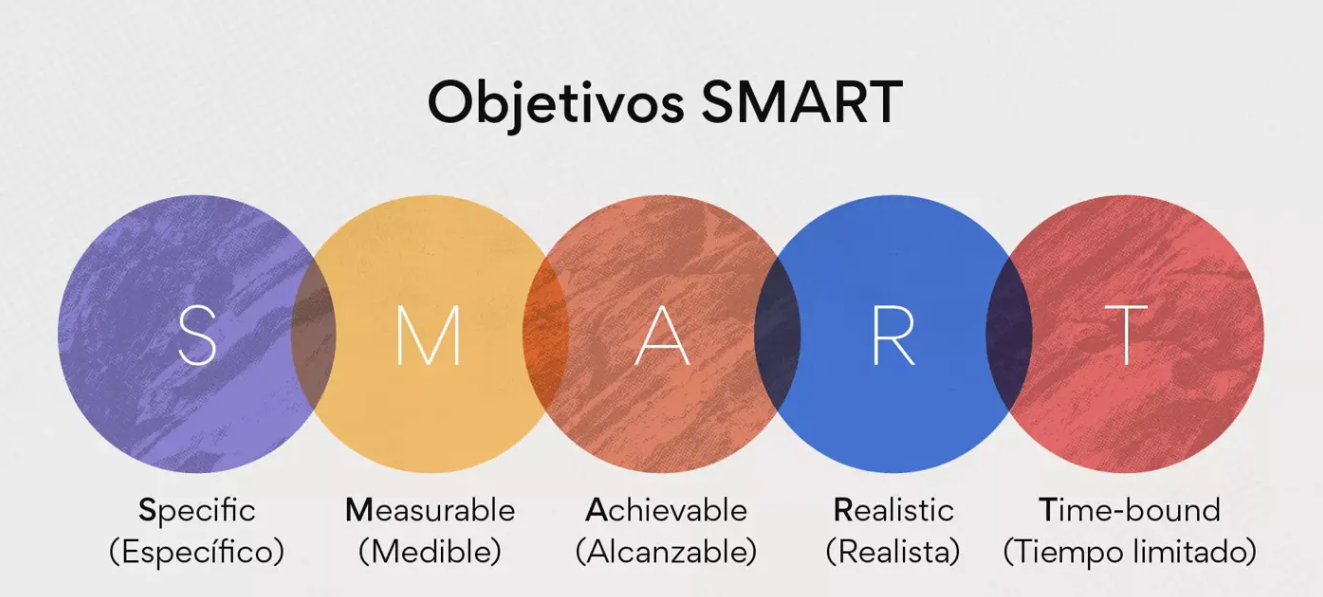 Objetivos SMART
S M A R T
Specific Measurable Achievable Realistic Time-bound
(Específico) (Medible) (Alcanzable) (Realista) (Tiempo limitado)